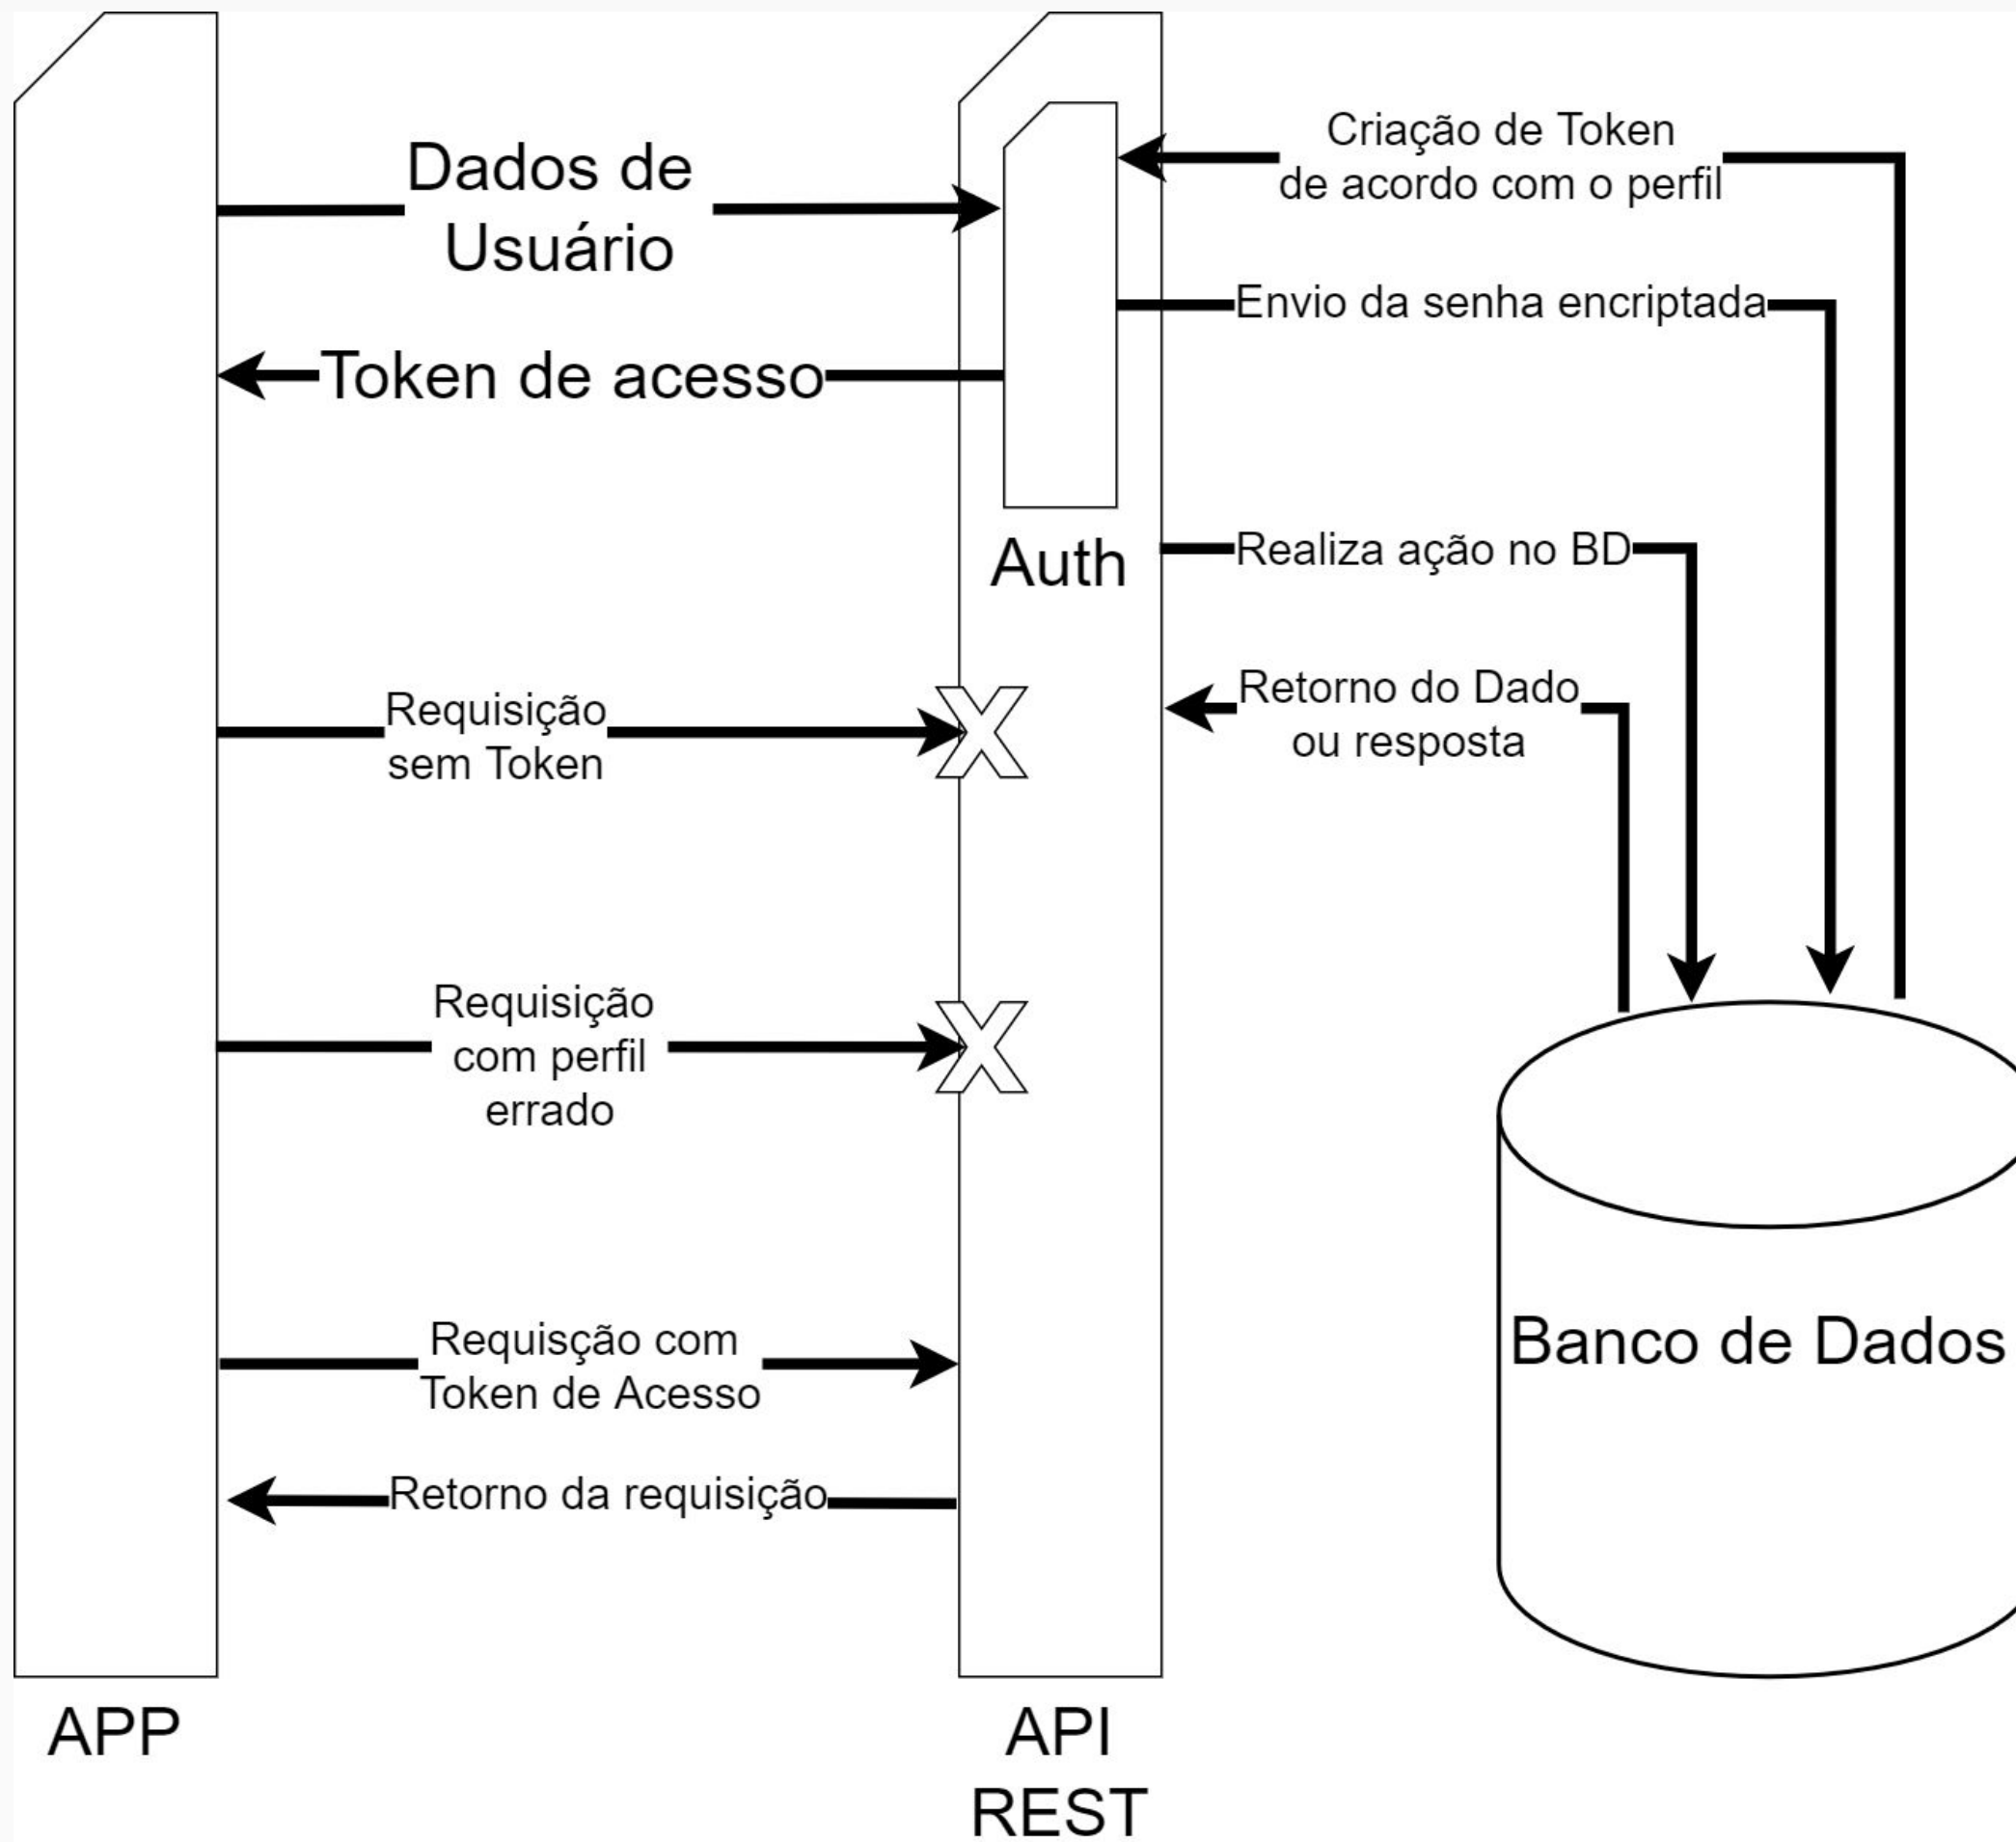 Dados de
Usuário
Token de acesso
Criação de Token
de acordo com o perfil
Envio da senha encriptada
Auth
Realiza ação no BD
Retorno do Dado
ou resposta
Requisição
sem Token
Requisição
com perfil
errado
Requisção com
Token de Acesso
Retorno da requisição
Banco de Dados
APP
API
REST